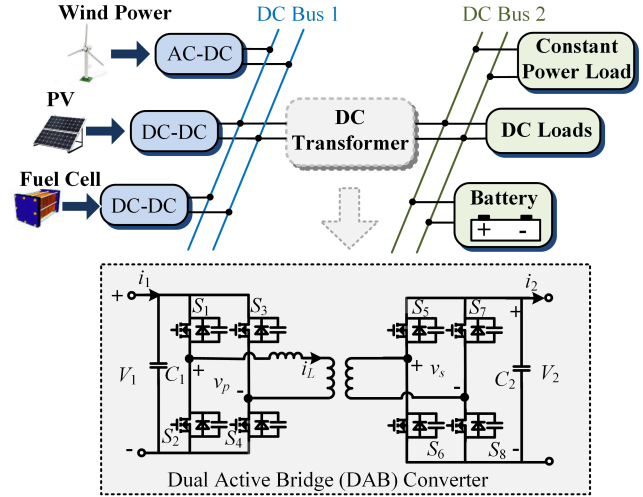 Wind Power
DC Bus 1
DC Bus 2
AC-DC
Constant
Power Load
PV
DC-DC
DC
Transformer
DC Loads
Fuel Cell
DC-DC
Battery
+ -
i1
i2
+
S1
S3
S5
S7
+
V1
C1
+
vp
-
iL
+
vs
-
C2
V2
S2
S4
S6
S8
-
-
Dual Active Bridge (DAB) Converter